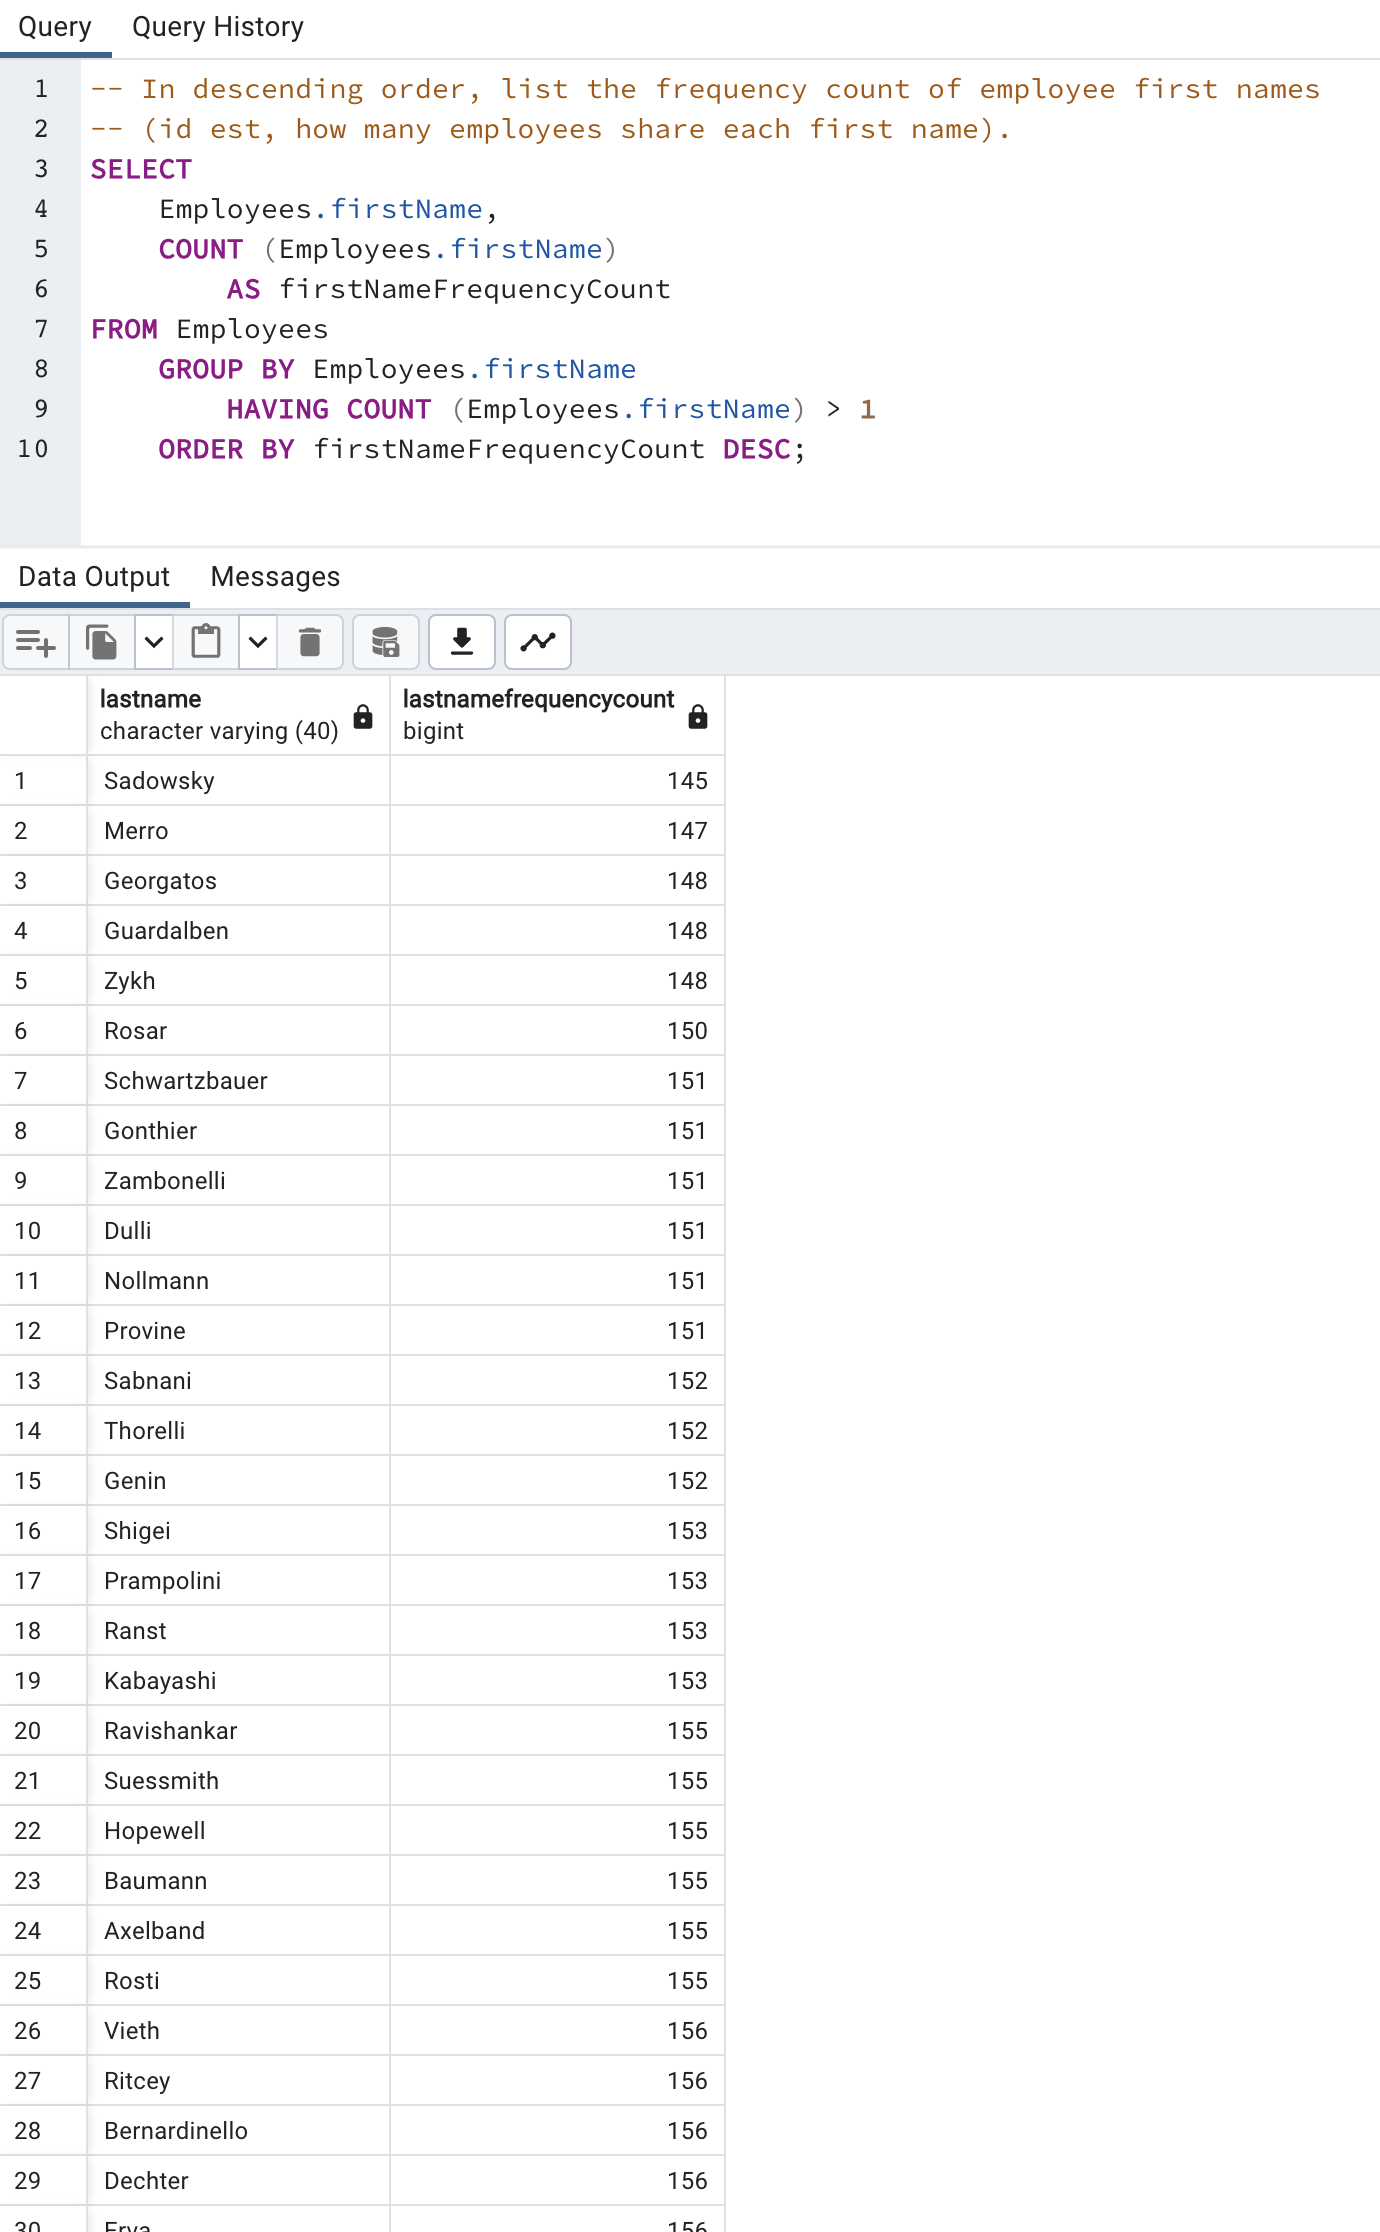 Query Query History
1 -- In descending order, list the frequency count of employee first names
2 -- (id est, how many employees share each first name).
3 SELECT
4 Employees.firstName,
5 COUNT (Employees.firstName)
6 AS firstNameFrequencyCount
7 FROM Employees
8 GROUP BY Employees.firstName
9 HAVING COUNT (Employees.firstName) > 1
10 ORDER BY firstNameFrequencyCount DESC;
Data Output Messages
lastname lastnamefrequencycount
character varying (40) bigint
1 Sadowsky 145
2 Merro 147
3 Georgatos 148
4 Guardalben 148
5 Zykh 148
6 Rosar 150
7 Schwartzbauer 151
8 Gonthier 151
9 Zambonelli 151
10 Dulli 151
11 Nollmann 151
12 Provine 151
13 Sabnani 152
14 Thorelli 152
15 Genin 152
16 Shigei 153
17 Prampolini 153
18 Ranst 153
19 Kabayashi 153
20 Ravishankar 155
21 Suessmith 155
22 Hopewell 155
23 Baumann 155
24 Axelband 155
25 Rosti 155
26 Vieth 156
27 Ritcey 156
28 Bernardinello 156
29 Dechter 156
30 156